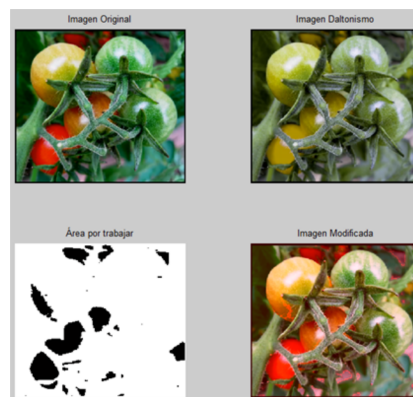 Imagen Original
Imagen Daltonismo
Área por trabajar
Imagen Modificada